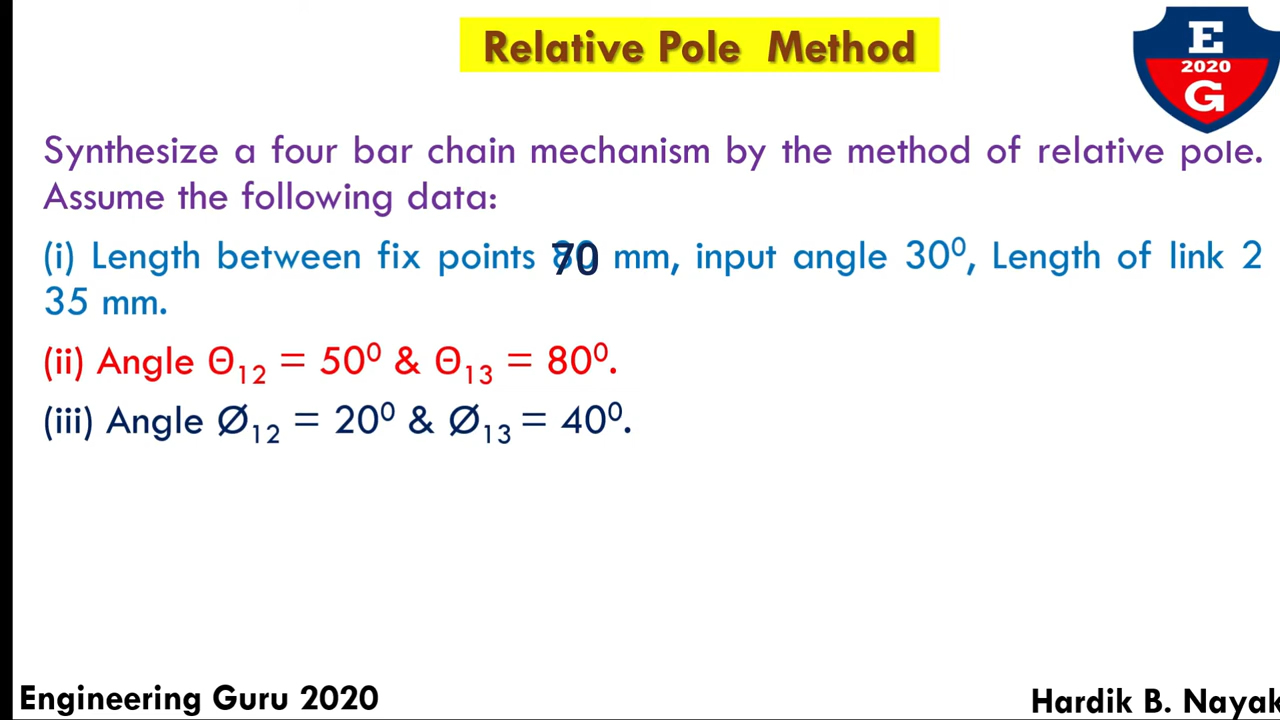 Relative Pole Method
E
2020
G
Synthesize a four bar chain mechanism by the method of relative pole.
Assume the following data:
(i) Length between fix points 70 mm, input angle 30⁰, Length of link 2
35 mm.
(ii) Angle Θ₁₂ = 50⁰ & Θ₁₃ = 80⁰.
(iii) Angle Ø₁₂ = 20⁰ & Ø₁₃ = 40⁰.
Engineering Guru 2020
Hardik B. Nayak